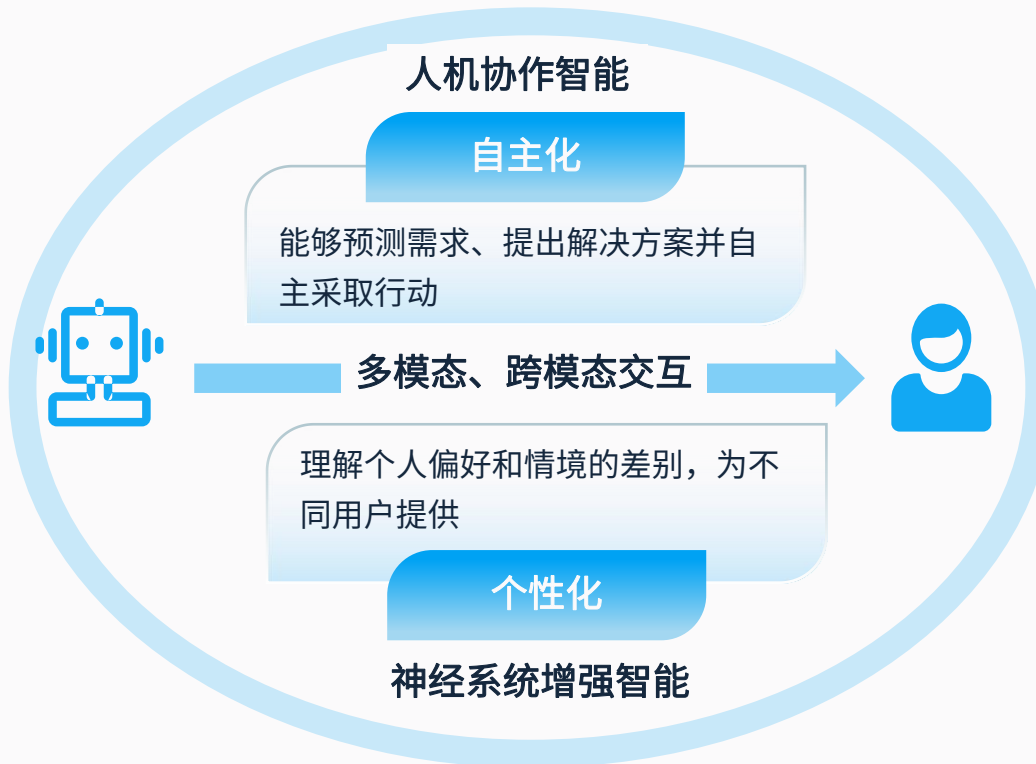 人机协作智能
自主化
能够预测需求、提出解决方案并自
主采取行动
多模态、跨模态交互
理解个人偏好和情境的差别，为不
同用户提供
个性化
神经系统增强智能